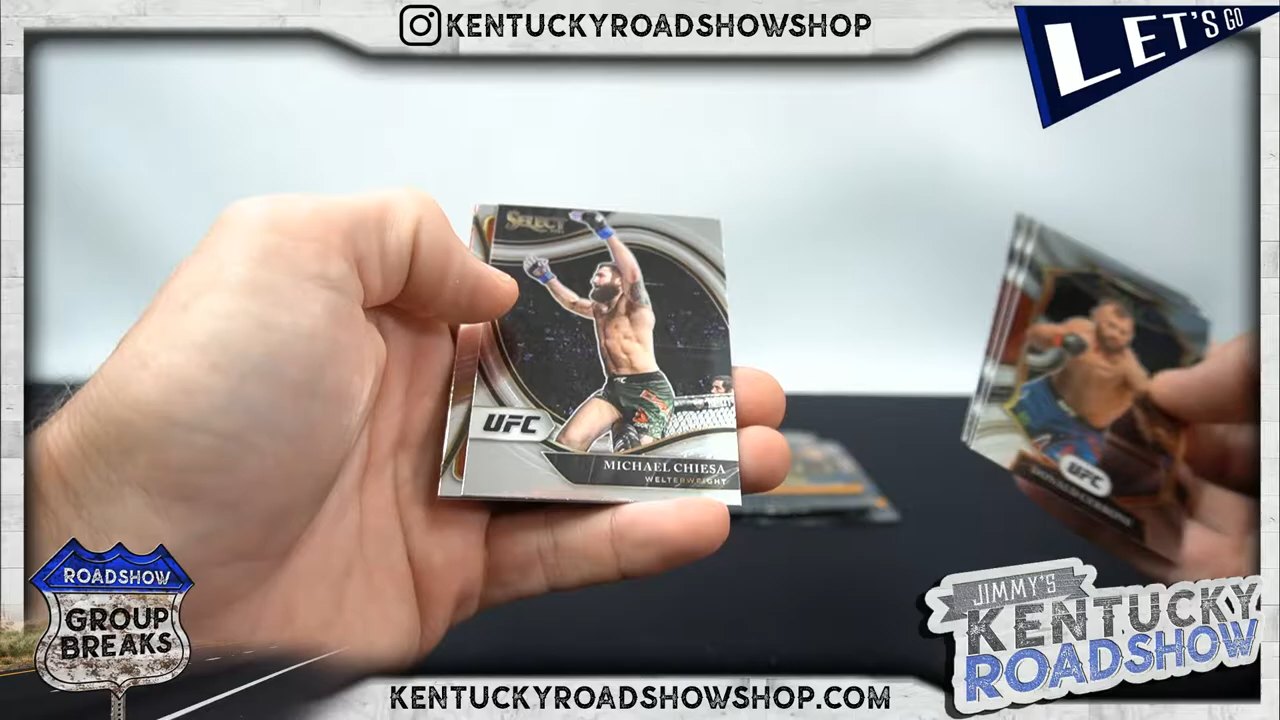 KENTUCKYROADSHOWSHOP
LET'S GO
SELECT
UFC
MICHAEL CHIESA
WELTERWEIGHT
UFC
ROADSHOW
GROUP
BREAKS
JIMMY'S
KENTUCKY
ROADSHOW
KENTUCKYROADSHOWSHOP.COM